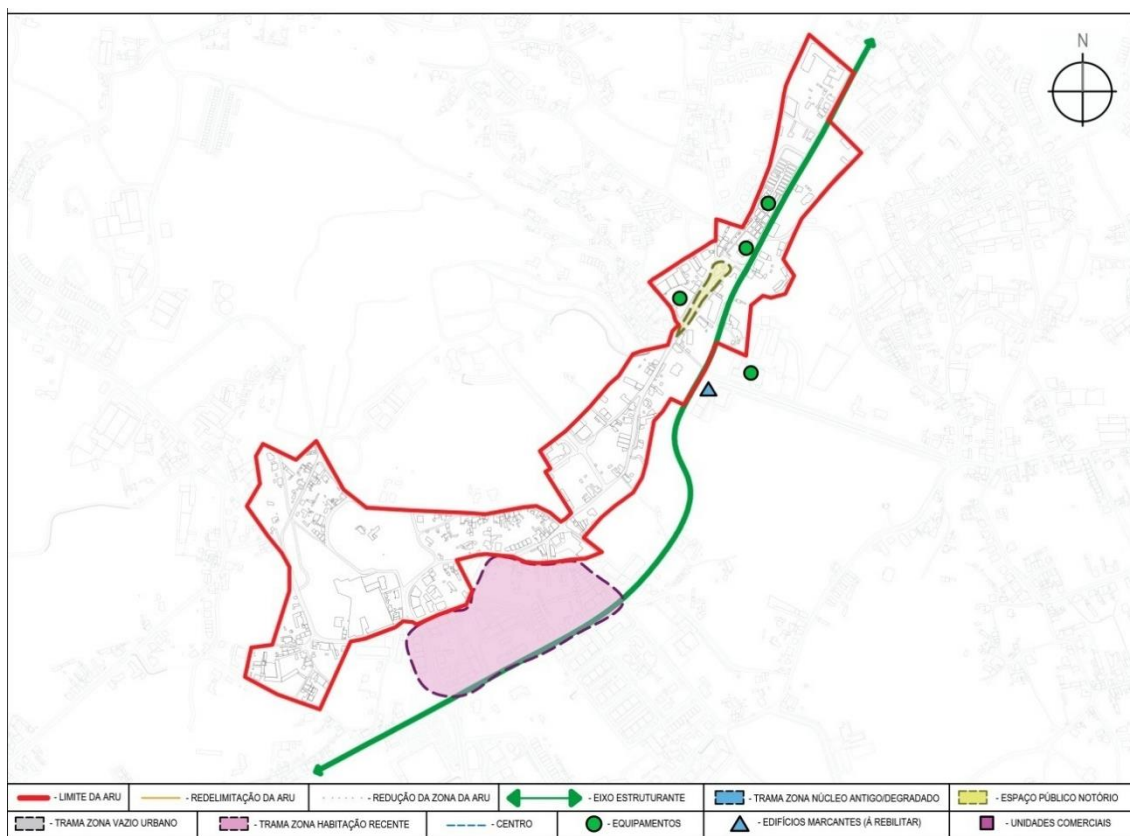 N
- LIMITE DA ARU - REDELIMITAÇÃO DA ARU - REDUÇÃO DA ZONA DA ARU - EIXO ESTRUTURANTE - TRAMA ZONA NÚCLEO ANTIGO/DEGRADADO - ESPAÇO PÚBLICO NOTÓRIO
- TRAMA ZONA VAZIO URBANO - TRAMA ZONA HABITAÇÃO RECENTE - CENTRO - EQUIPAMENTOS - EDIFÍCIOS MARCANTES (Á REBILITAR) - UNIDADES COMERCIAIS